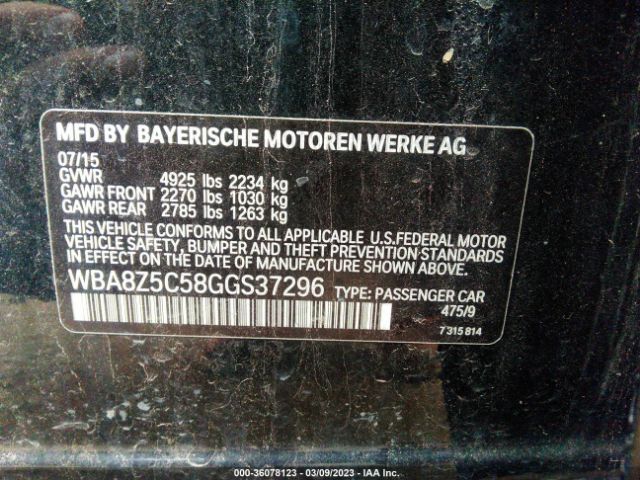 MFD BY BAYERISCHE MOTOREN WERKE AG
07/15
GVWR 4925 lbs 2234 kg
GAWR FRONT 2270 lbs 1030 kg
GAWR REAR 2785 lbs 1263 kg
THIS VEHICLE CONFORMS TO ALL APPLICABLE U.S.FEDERAL MOTOR
VEHICLE SAFETY, BUMPER AND THEFT PREVENTION STANDARDS
IN EFFECT ON THE DATE OF MANUFACTURE SHOWN ABOVE.
WBA8Z5C58GGS37296 TYPE: PASSENGER CAR
475/9
7 315 814
000-36078123 - 03/09/2023 - IAA Inc.